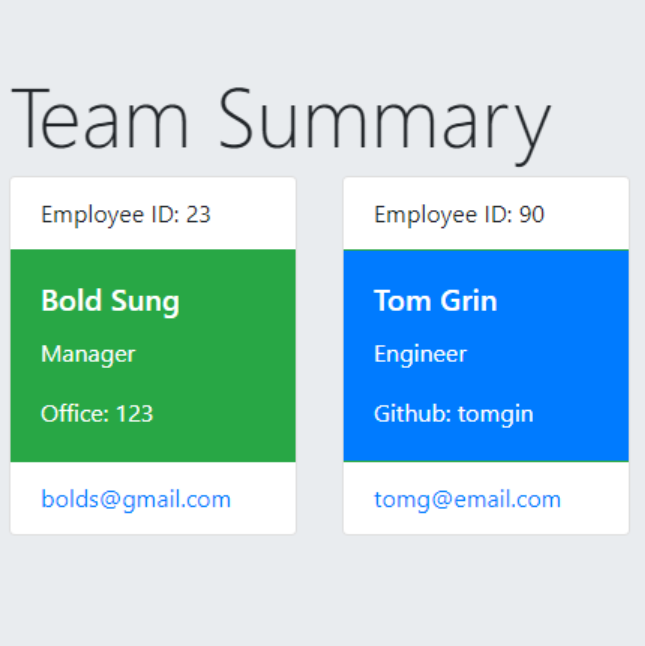 Team Summary
Employee ID: 23
Bold Sung
Manager
Office: 123
bolds@gmail.com
Employee ID: 90
Tom Grin
Engineer
Github: tomgin
tomg@email.com